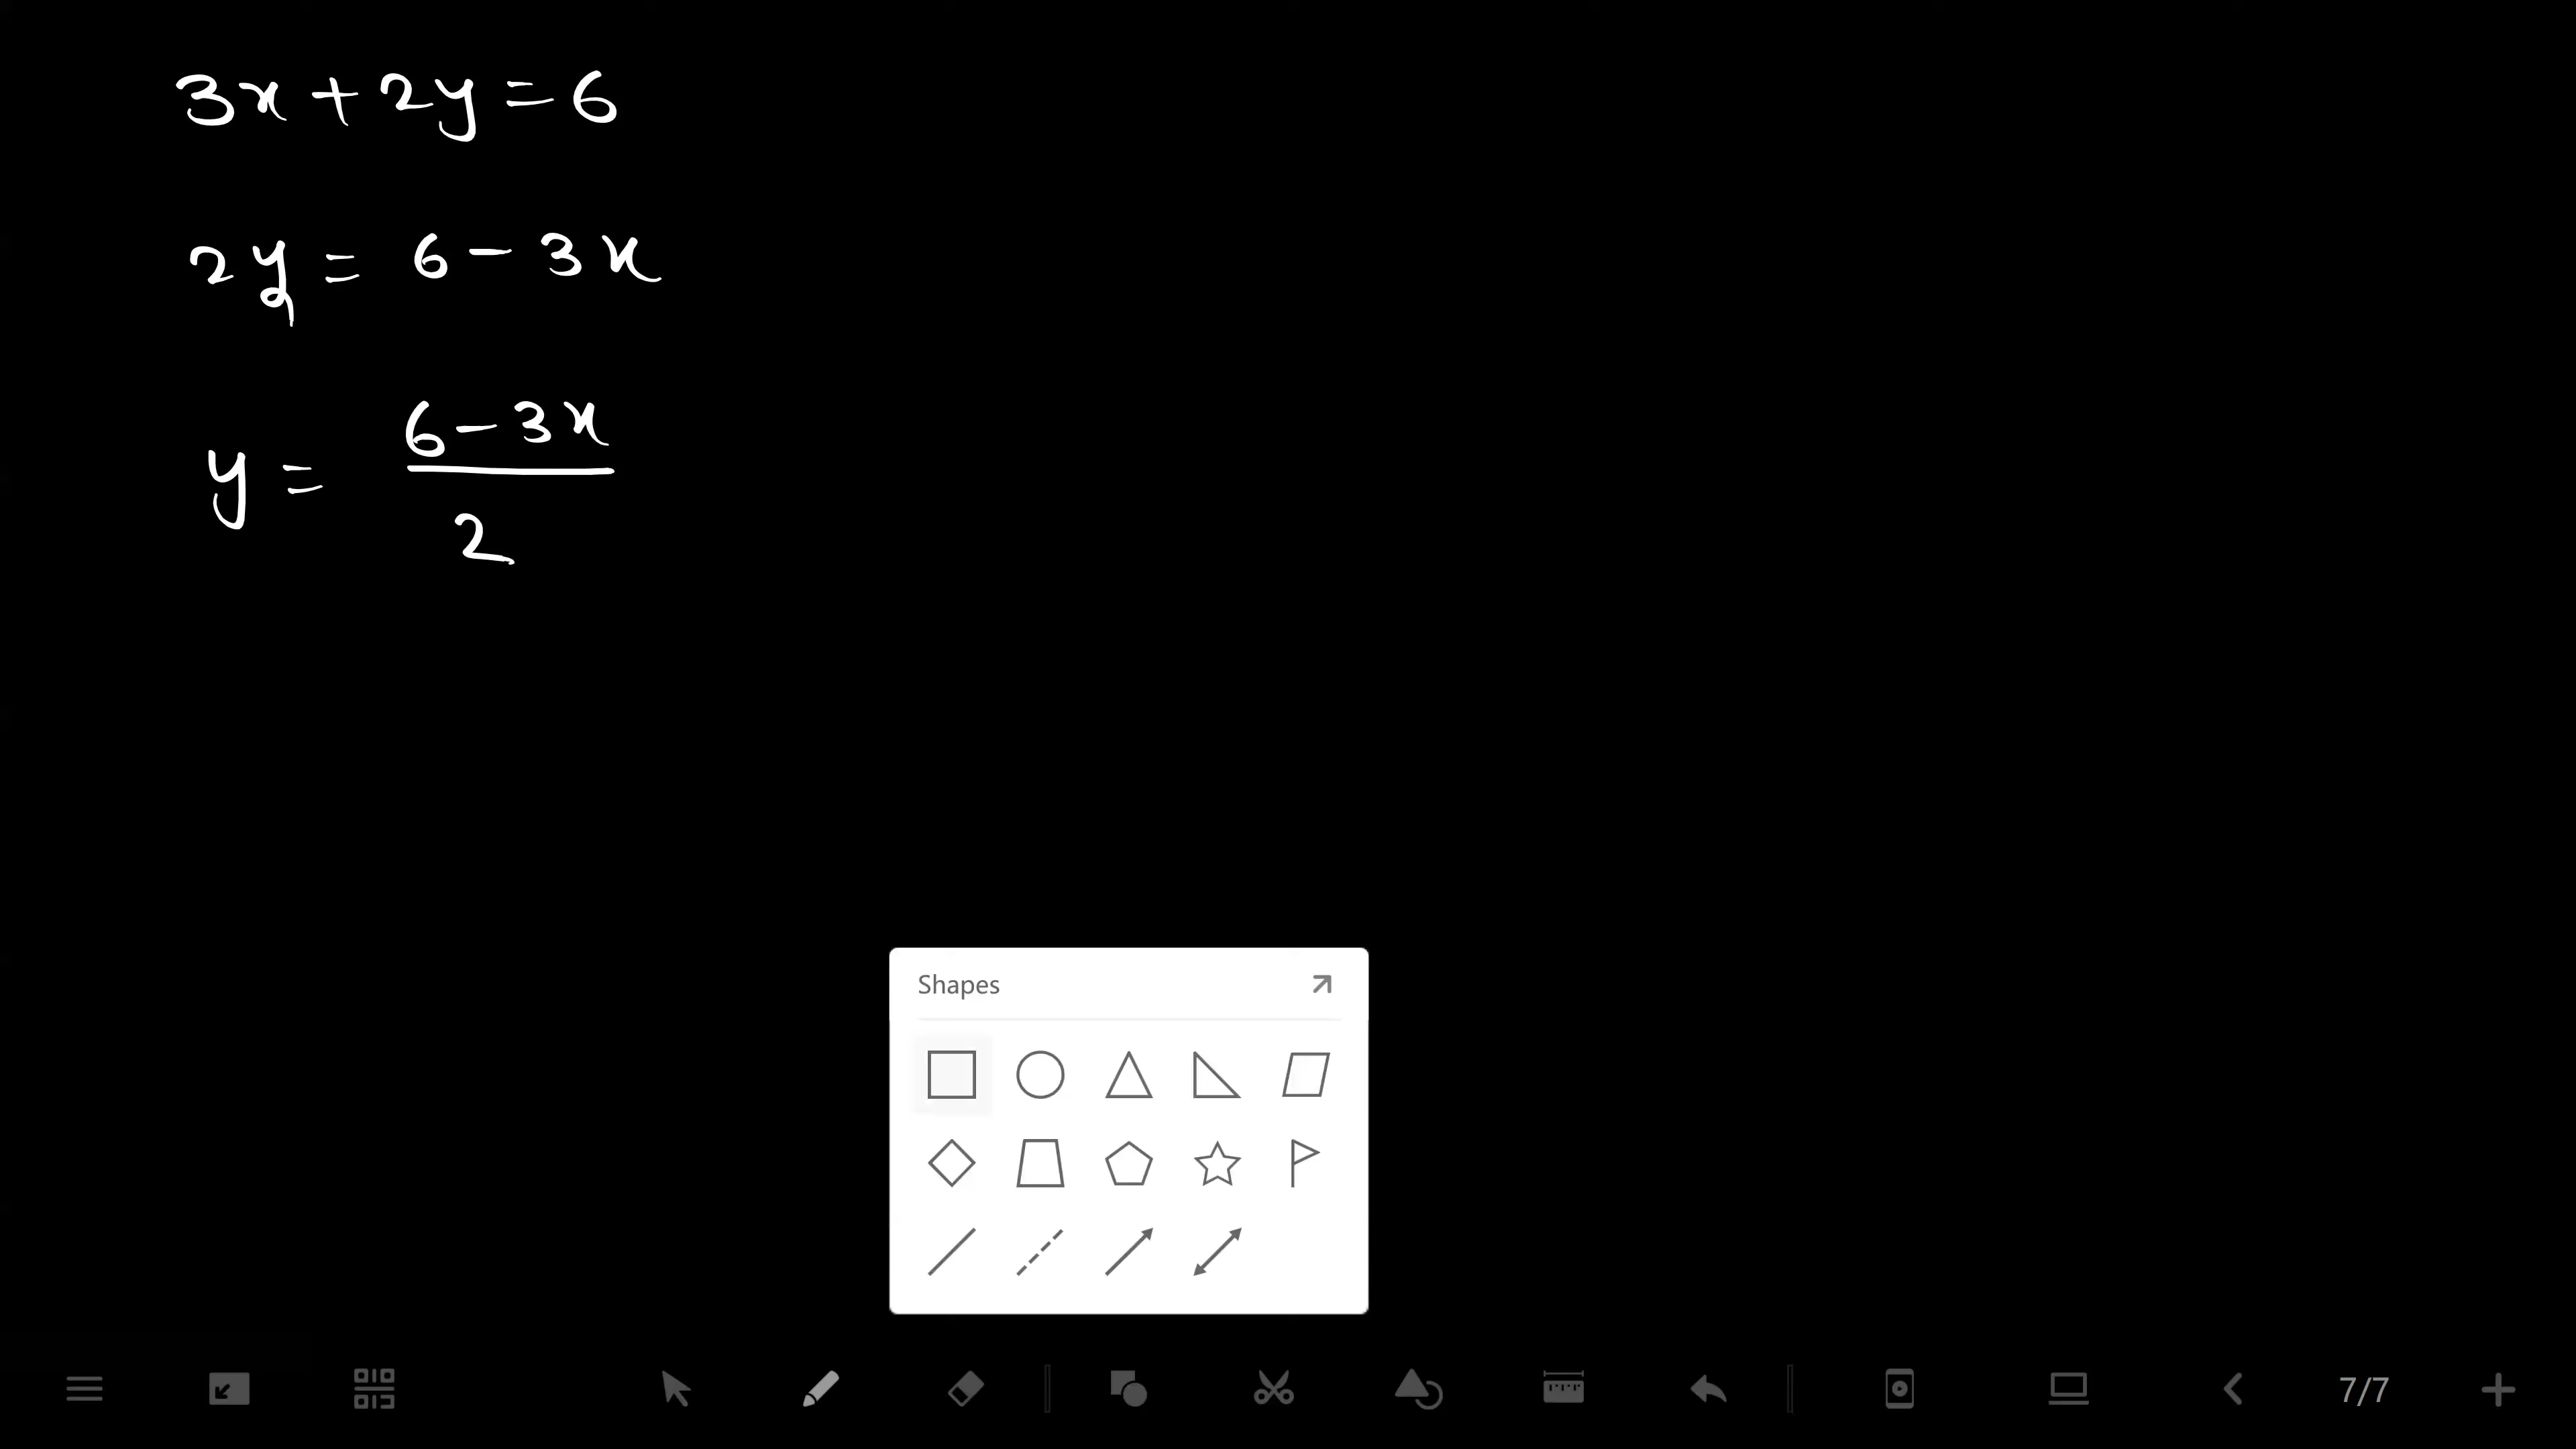 3x + 2y = 6
2y = 6 - 3x
y = (6 - 3x)/2
Shapes
7/7